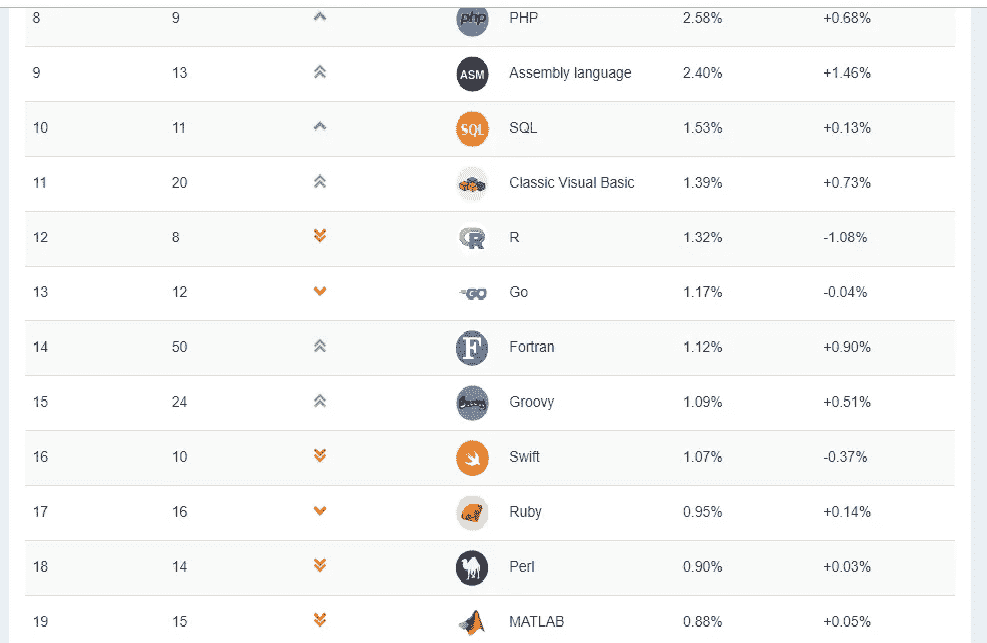 8 9 php PHP 2.58% +0.68%
9 13 ASM Assembly language 2.40% +1.46%
10 11 SQL SQL 1.53% +0.13%
11 20 Classic Visual Basic 1.39% +0.73%
12 8 R R 1.32% -1.08%
13 12 GO Go 1.17% -0.04%
14 50 F Fortran 1.12% +0.90%
15 24 Groovy 1.09% +0.51%
16 10 Swift 1.07% -0.37%
17 16 Ruby 0.95% +0.14%
18 14 Perl 0.90% +0.03%
19 15 MATLAB 0.88% +0.05%